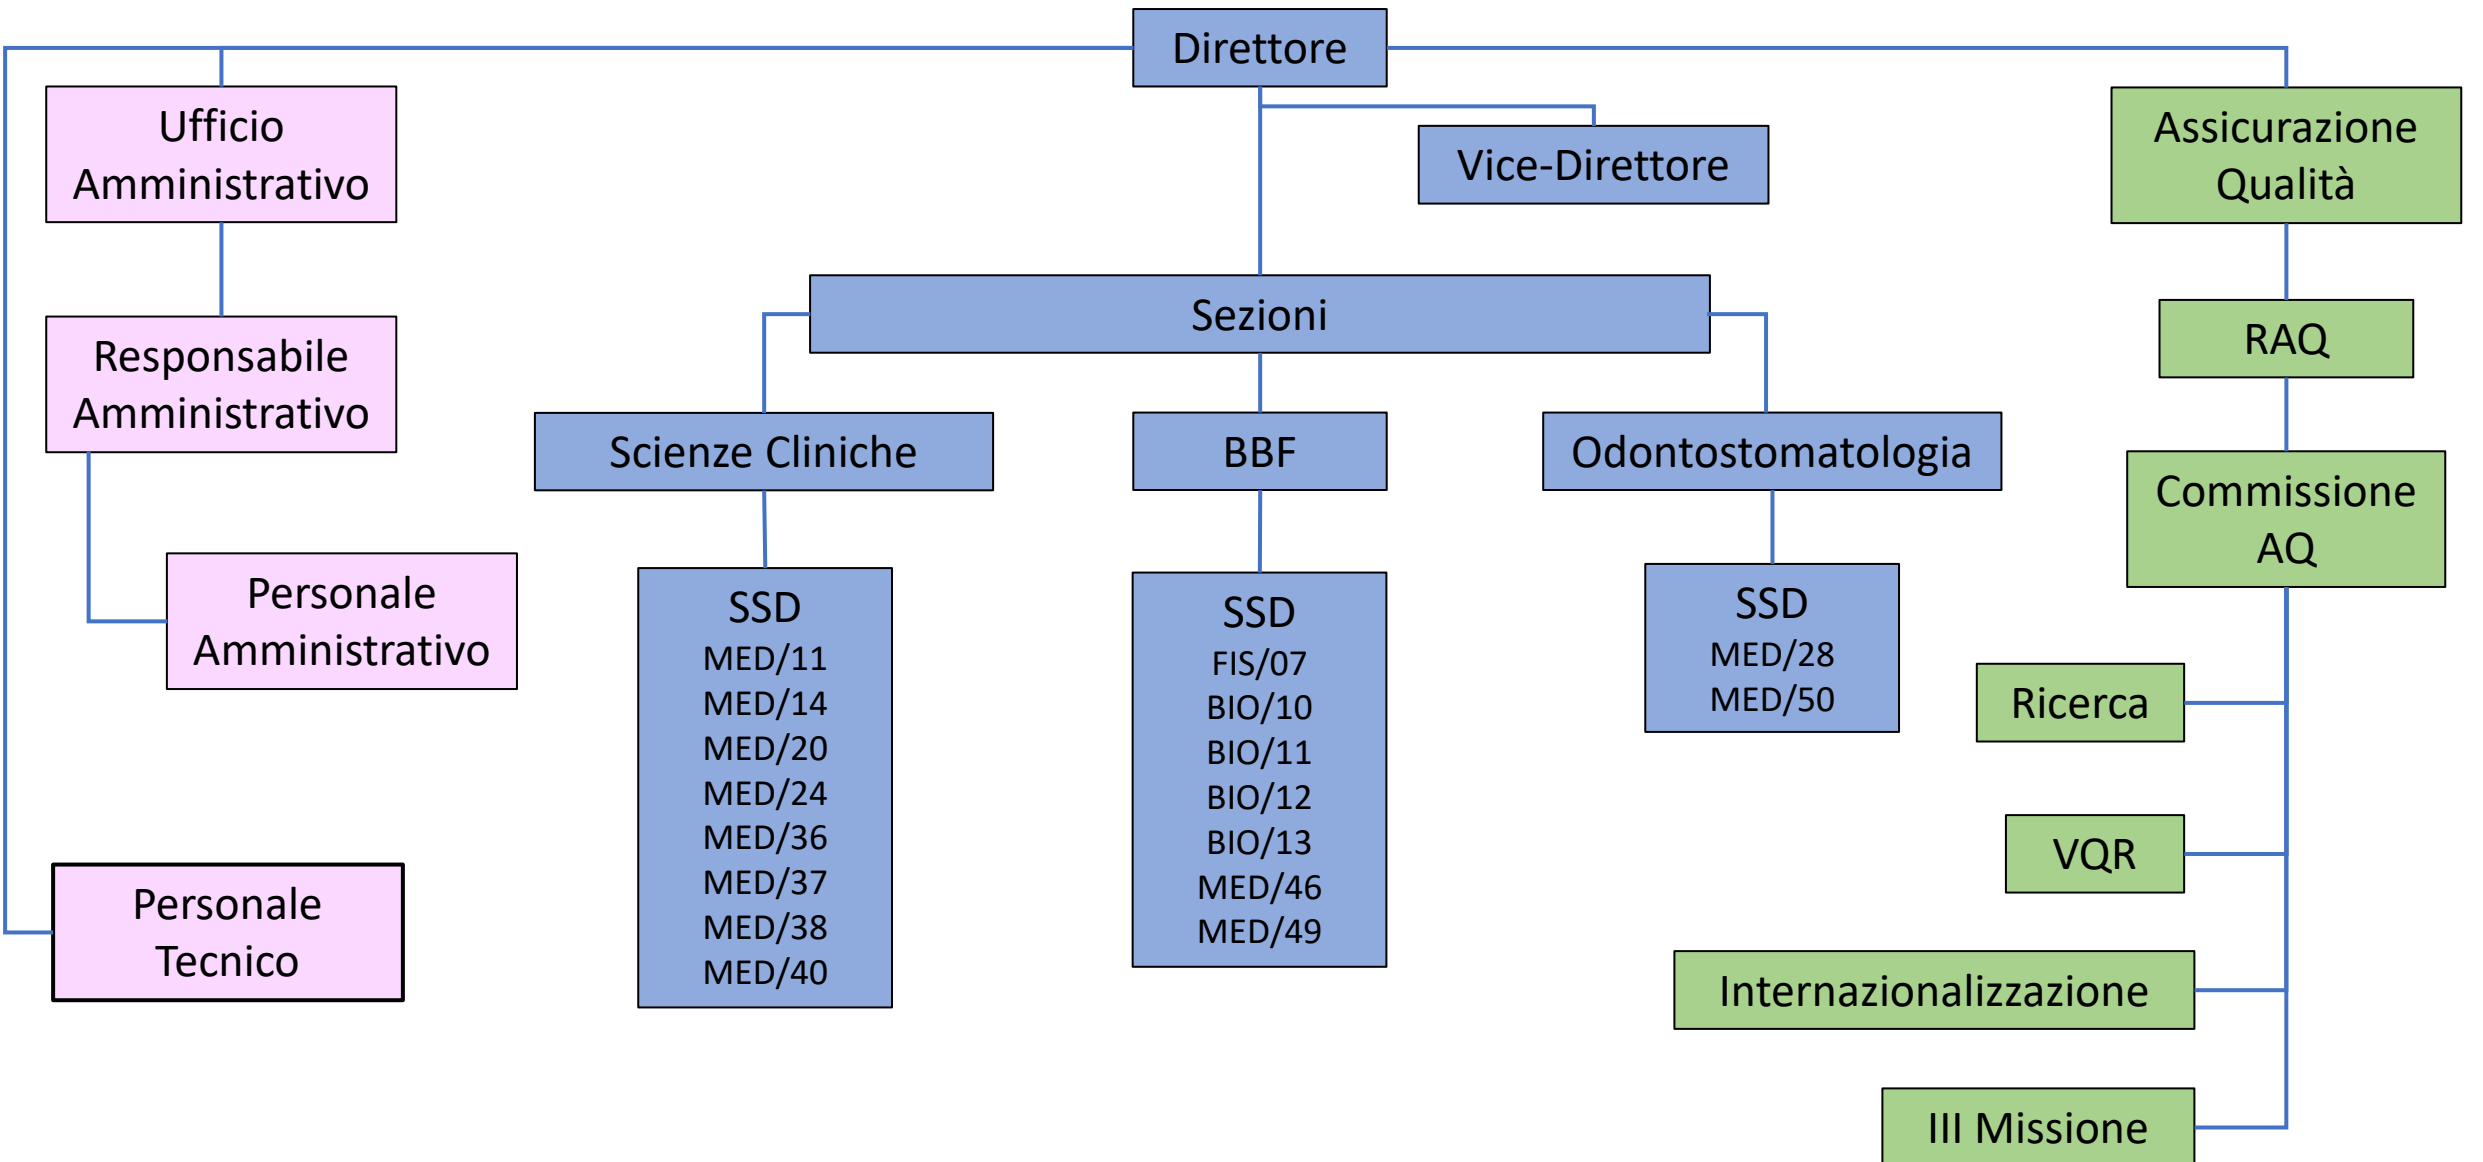 Direttore
Ufficio
Amministrativo
Vice-Direttore
Assicurazione
Qualità
Responsabile
Amministrativo
Sezioni
RAQ
Scienze Cliniche
BBF
Odontostomatologia
Commissione
AQ
Personale
Amministrativo
SSD
MED/11
MED/14
MED/20
MED/24
MED/36
MED/37
MED/38
MED/40
SSD
FIS/07
BIO/10
BIO/11
BIO/12
BIO/13
MED/46
MED/49
SSD
MED/28
MED/50
Ricerca
VQR
Internazionalizzazione
III Missione
Personale
Tecnico